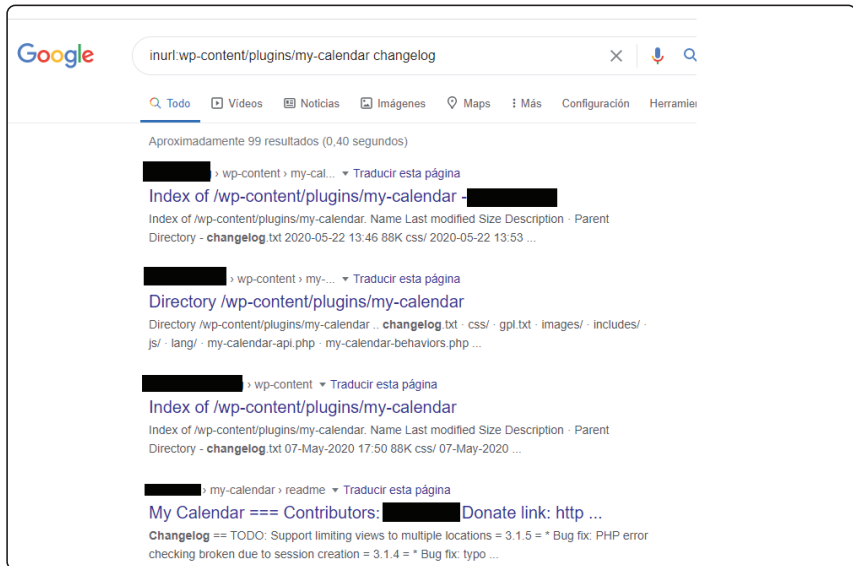 Google
inurl:wp-content/plugins/my-calendar changelog
Todo Vídeos Noticias Imágenes Maps Más Configuración
Aproximadamente 99 resultados (0,40 segundos)
› wp-content › my-cal... Traducir esta página
Index of /wp-content/plugins/my-calendar -
Index of /wp-content/plugins/my-calendar. Name Last modified Size Description · Parent
Directory - changelog.txt 2020-05-22 13:46 88K css/ 2020-05-22 13:53 ...
› wp-content › my-... Traducir esta página
Directory /wp-content/plugins/my-calendar
Directory /wp-content/plugins/my-calendar .. changelog.txt · css/ · gpl.txt · images/ · includes/ ·
js/ · lang/ · my-calendar-api.php · my-calendar-behaviors.php ...
› wp-content Traducir esta página
Index of /wp-content/plugins/my-calendar
Index of /wp-content/plugins/my-calendar. Name Last modified Size Description · Parent
Directory - changelog.txt 07-May-2020 17:50 88K css/ 07-May-2020 ...
› my-calendar › readme Traducir esta página
My Calendar === Contributors: Donate link: http ...
Changelog == TODO: Support limiting views to multiple locations = 3.1.5 = * Bug fix: PHP error
checking broken due to session creation = 3.1.4 = * Bug fix: typo ...